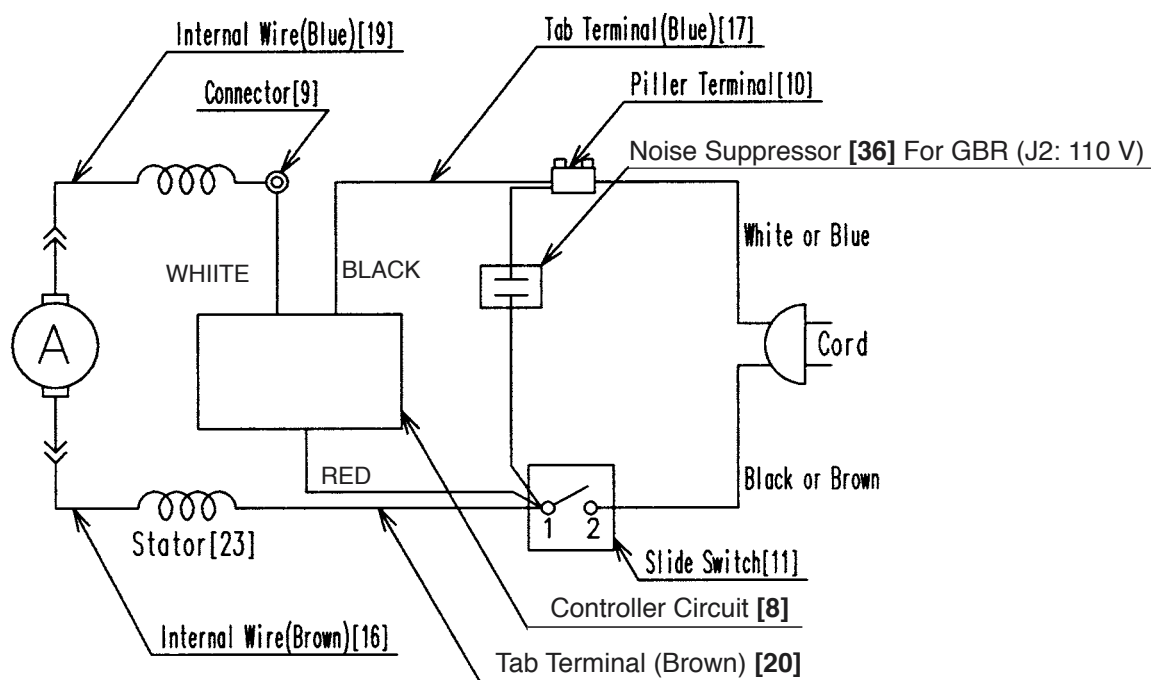 Internal Wire(Blue)[19]
Tab Terminal(Blue)[17]
Connector[9]
Piller Terminal[10]
Noise Suppressor [36] For GBR (J2: 110 V)
White or Blue
WHIITE
BLACK
A
Cord
RED
Black or Brown
1 2
Stator[23]
Slide Switch[11]
Controller Circuit [8]
Internal Wire(Brown)[16]
Tab Terminal (Brown) [20]